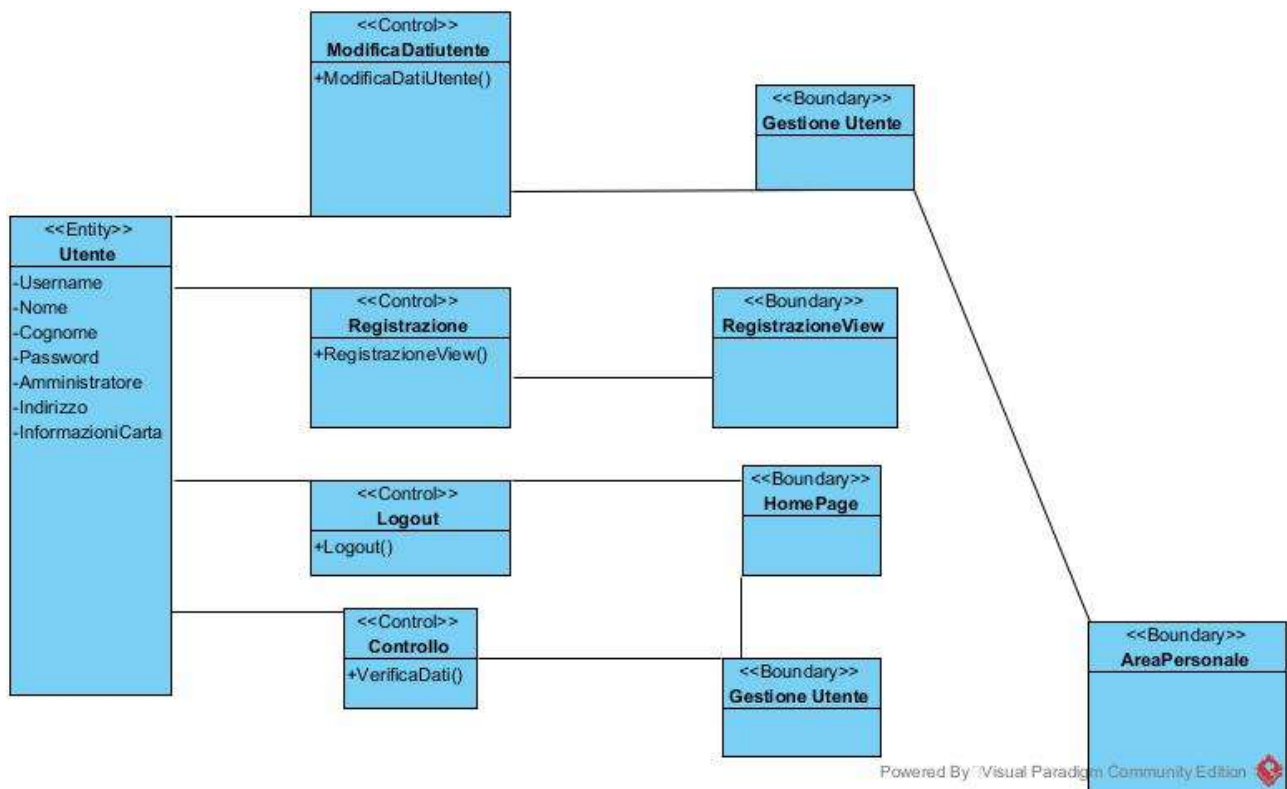 <<Control>>
ModificaDatiutente
+ModificaDatiUtente()
<<Boundary>>
Gestione Utente
<<Entity>>
Utente
-Username
-Nome
-Cognome
-Password
-Amministratore
-Indirizzo
-InformazioniCarta
<<Control>>
Registrazione
+RegistrazioneView()
<<Boundary>>
RegistrazioneView
<<Control>>
Logout
+Logout()
<<Boundary>>
HomePage
<<Control>>
Controllo
+VerificaDati()
<<Boundary>>
Gestione Utente
<<Boundary>>
AreaPersonale
Powered By Visual Paradigm Community Edition